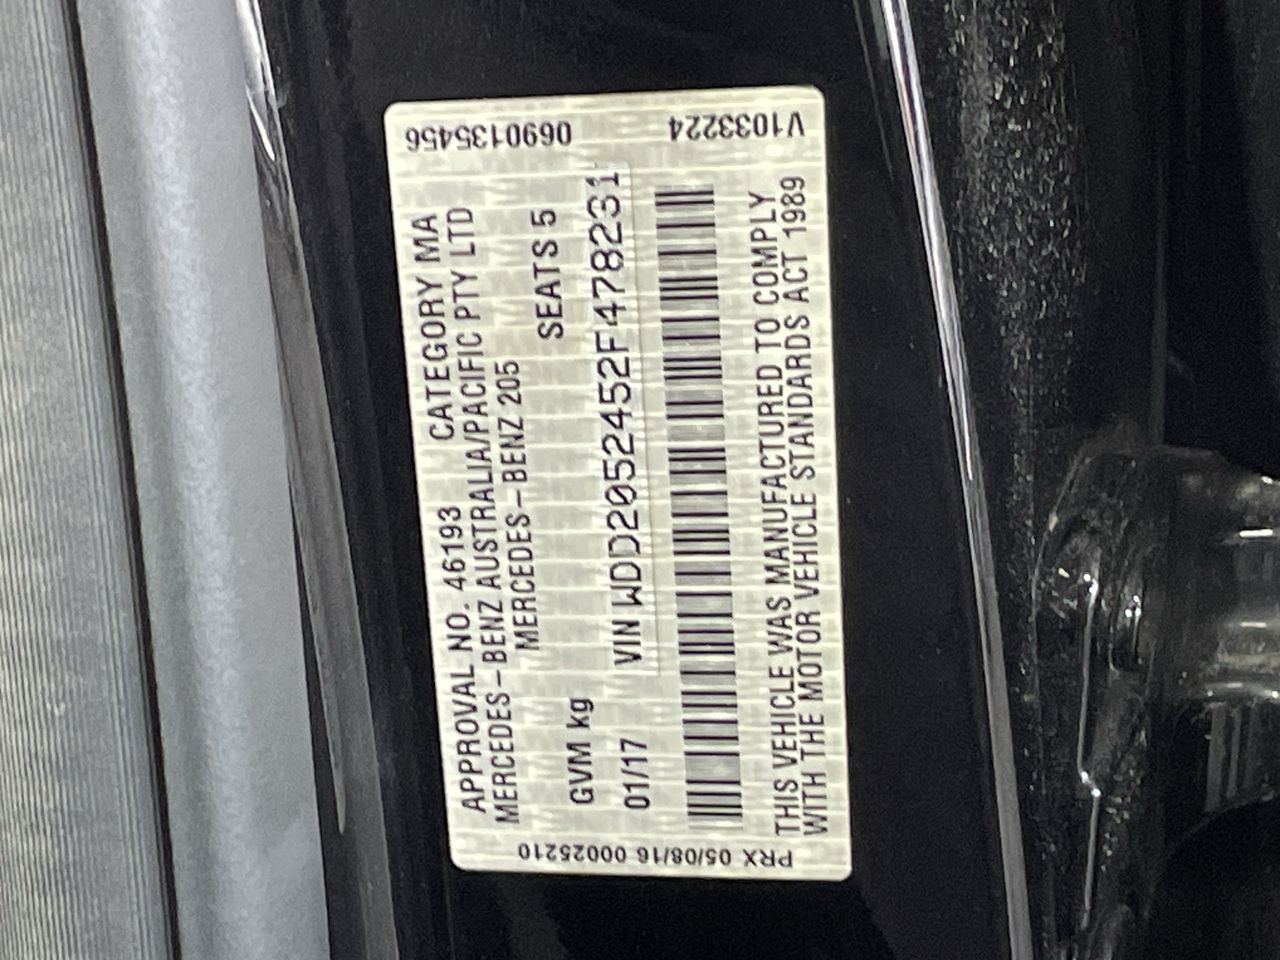 APPROVAL NO. 46193 CATEGORY MA
MERCEDES-BENZ AUSTRALIA/PACIFIC PTY LTD
MERCEDES-BENZ 205
GVM kg SEATS 5
01/17 VIN WDD2052452F478231
THIS VEHICLE WAS MANUFACTURED TO COMPLY
WITH THE MOTOR VEHICLE STANDARDS ACT 1989
0690135456 V1033224
PRX 05/08/16 00025210